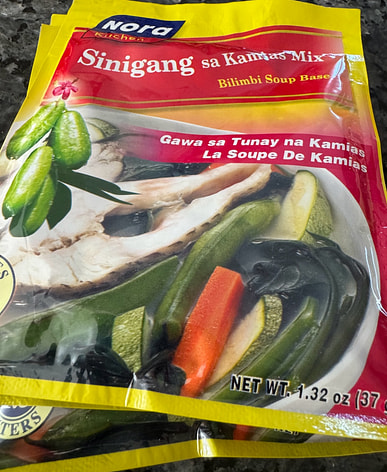 Nora
Kitchen
Sinigang sa Kamias Mix
Bilimbi Soup Base
Gawa sa Tunay na Kamias
La Soupe De Kamias
NET WT. 1.32 oz (37